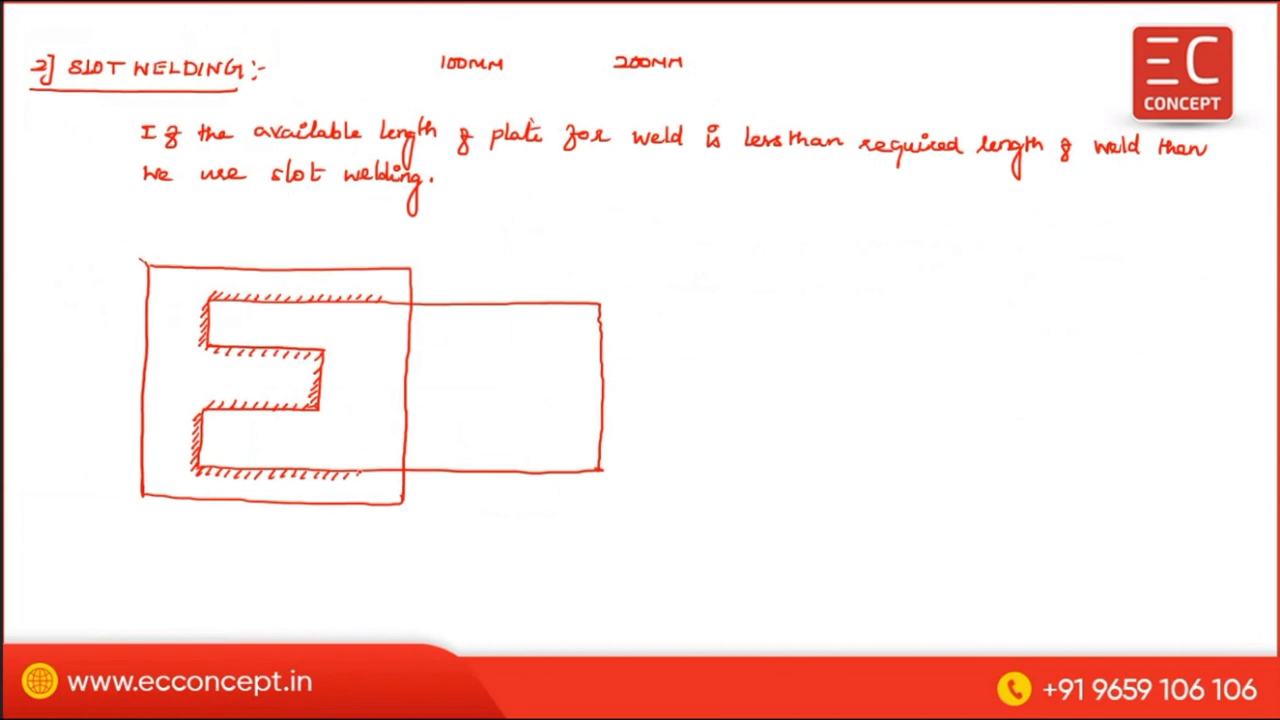 2] SLOT WELDING :-
100MM 200MM
If the available length of plate for weld is less than required length of weld then
we use slot welding.
EC
CONCEPT
www.ecconcept.in
+91 9659 106 106